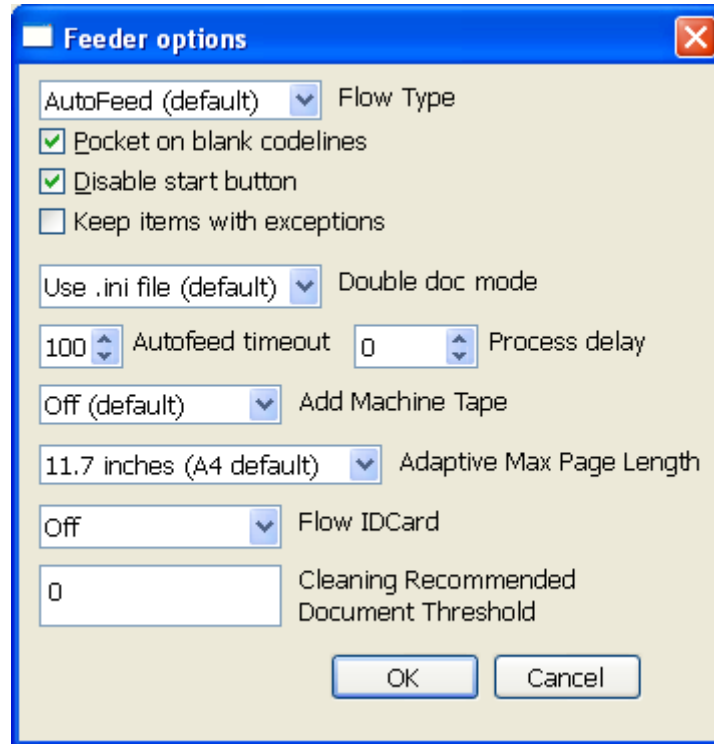 Feeder options
AutoFeed (default) Flow Type
Pocket on blank codelines
Disable start button
Keep items with exceptions
Use .ini file (default) Double doc mode
100 Autofeed timeout 0 Process delay
Off (default) Add Machine Tape
11.7 inches (A4 default) Adaptive Max Page Length
Off Flow IDCard
0 Cleaning Recommended
Document Threshold
OK Cancel